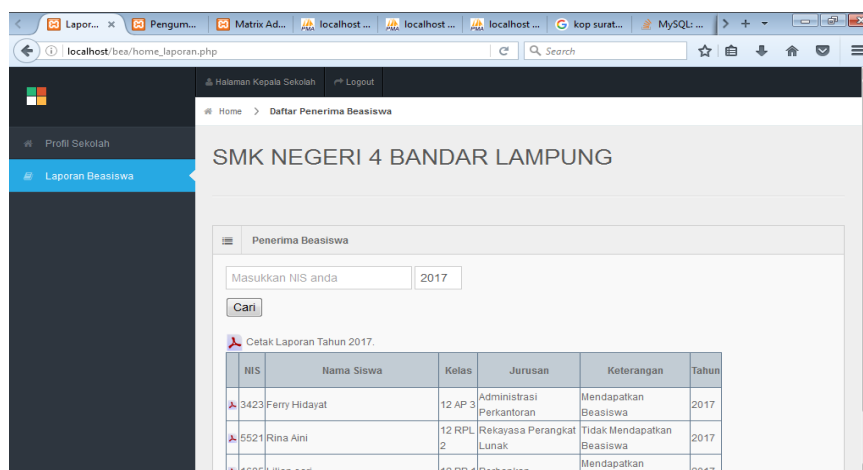 Lapor...
Pengum...
Matrix Ad...
localhost ...
localhost ...
localhost ...
kop surat...
MySQL: ...
localhost/bea/home_laporan.php
Search
Halaman Kepala Sekolah
Logout
Home > Daftar Penerima Beasiswa
Profil Sekolah
Laporan Beasiswa
SMK NEGERI 4 BANDAR LAMPUNG
Penerima Beasiswa
Masukkan NIS anda
2017
Cari
Cetak Laporan Tahun 2017.
NIS Nama Siswa Kelas Jurusan Keterangan Tahun
3423 Ferry Hidayat 12 AP 3 Administrasi Perkantoran Mendapatkan Beasiswa 2017
5521 Rina Aini 12 RPL 2 Rekayasa Perangkat Lunak Tidak Mendapatkan Beasiswa 2017
Mendapatkan